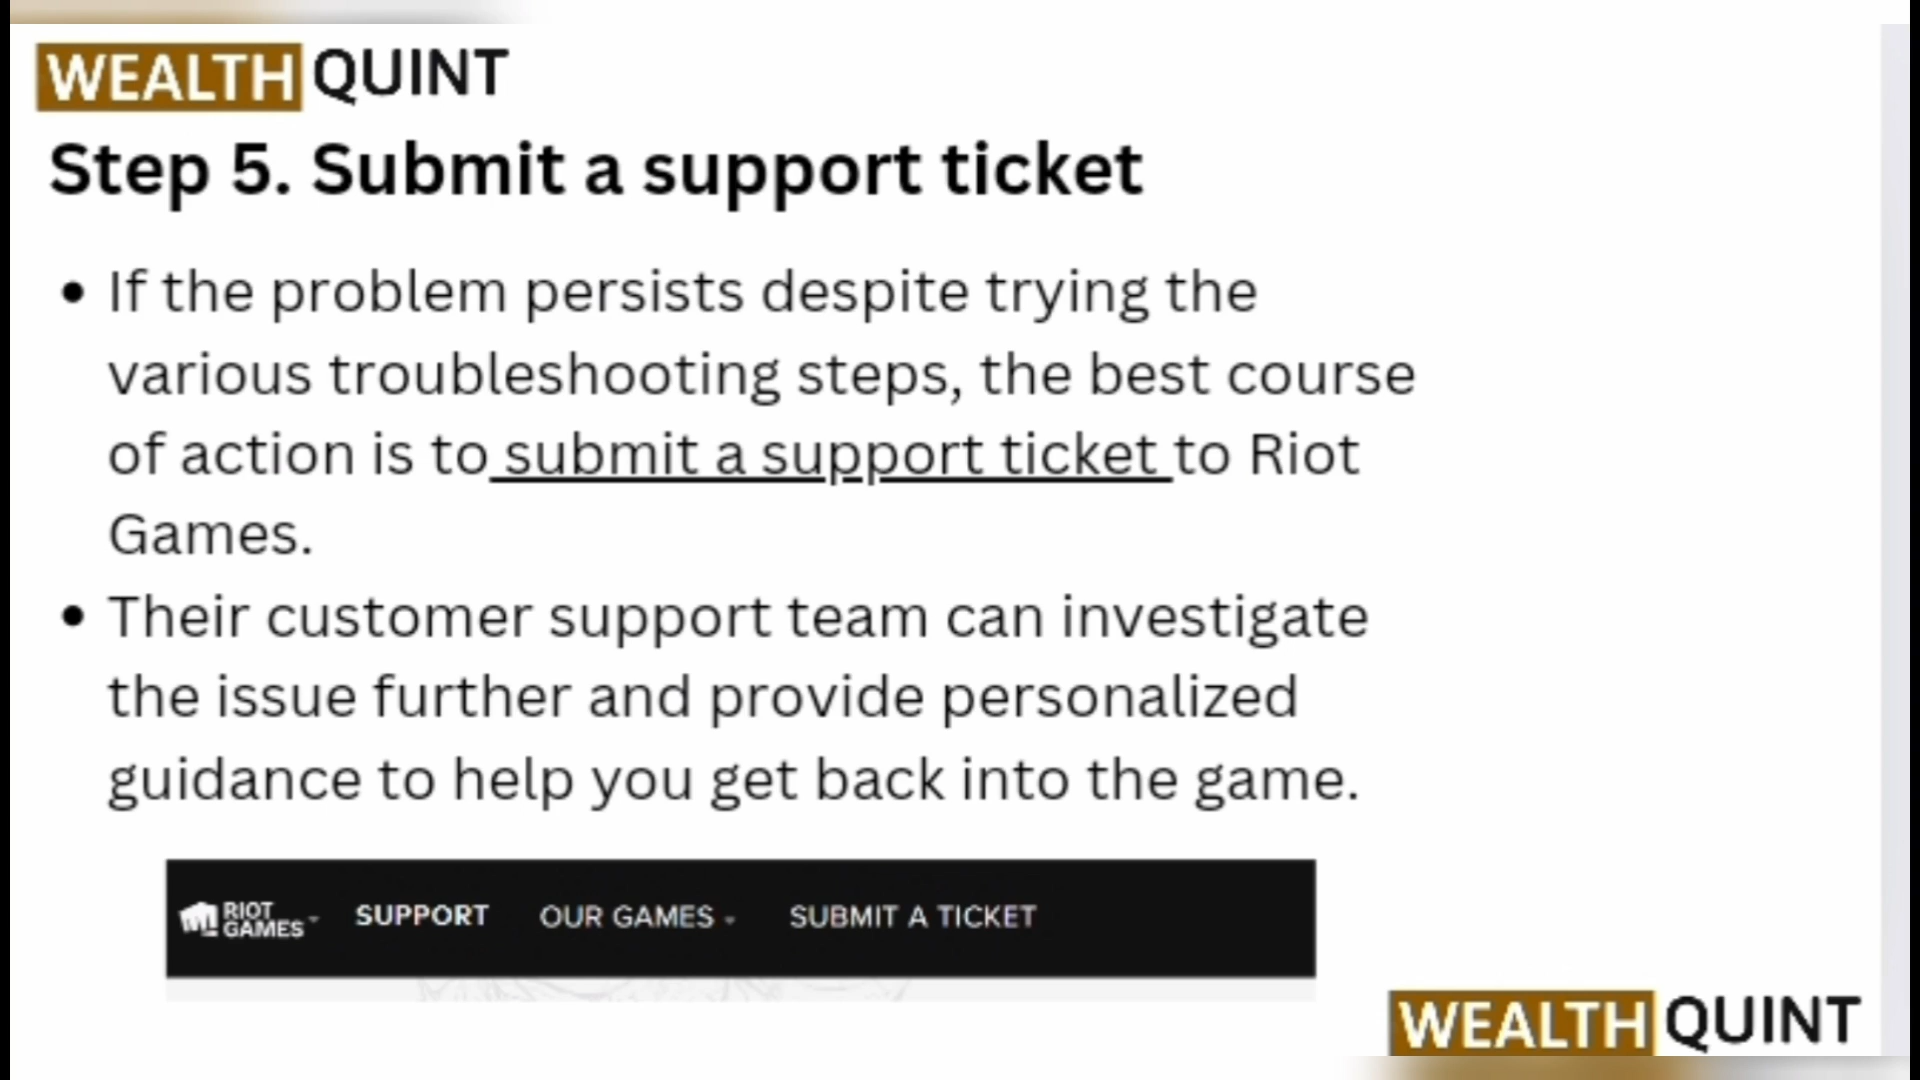 WEALTH QUINT
Step 5. Submit a support ticket
• If the problem persists despite trying the
various troubleshooting steps, the best course
of action is to submit a support ticket to Riot
Games.
• Their customer support team can investigate
the issue further and provide personalized
guidance to help you get back into the game.
RIOT GAMES SUPPORT OUR GAMES SUBMIT A TICKET
WEALTH QUINT